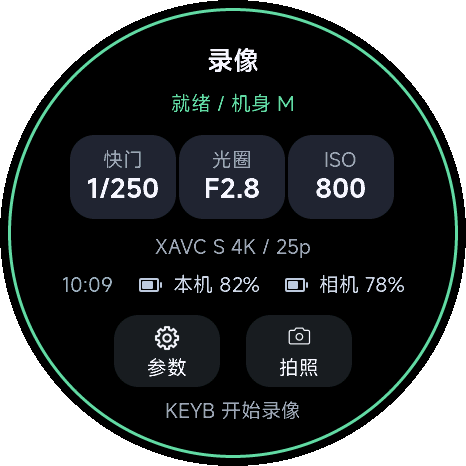 录像
就绪 / 机身 M
快门 光圈 ISO
1/250 F2.8 800
XAVC S 4K / 25p
10:09 本机 82% 相机 78%
参数 拍照
KEYB 开始录像